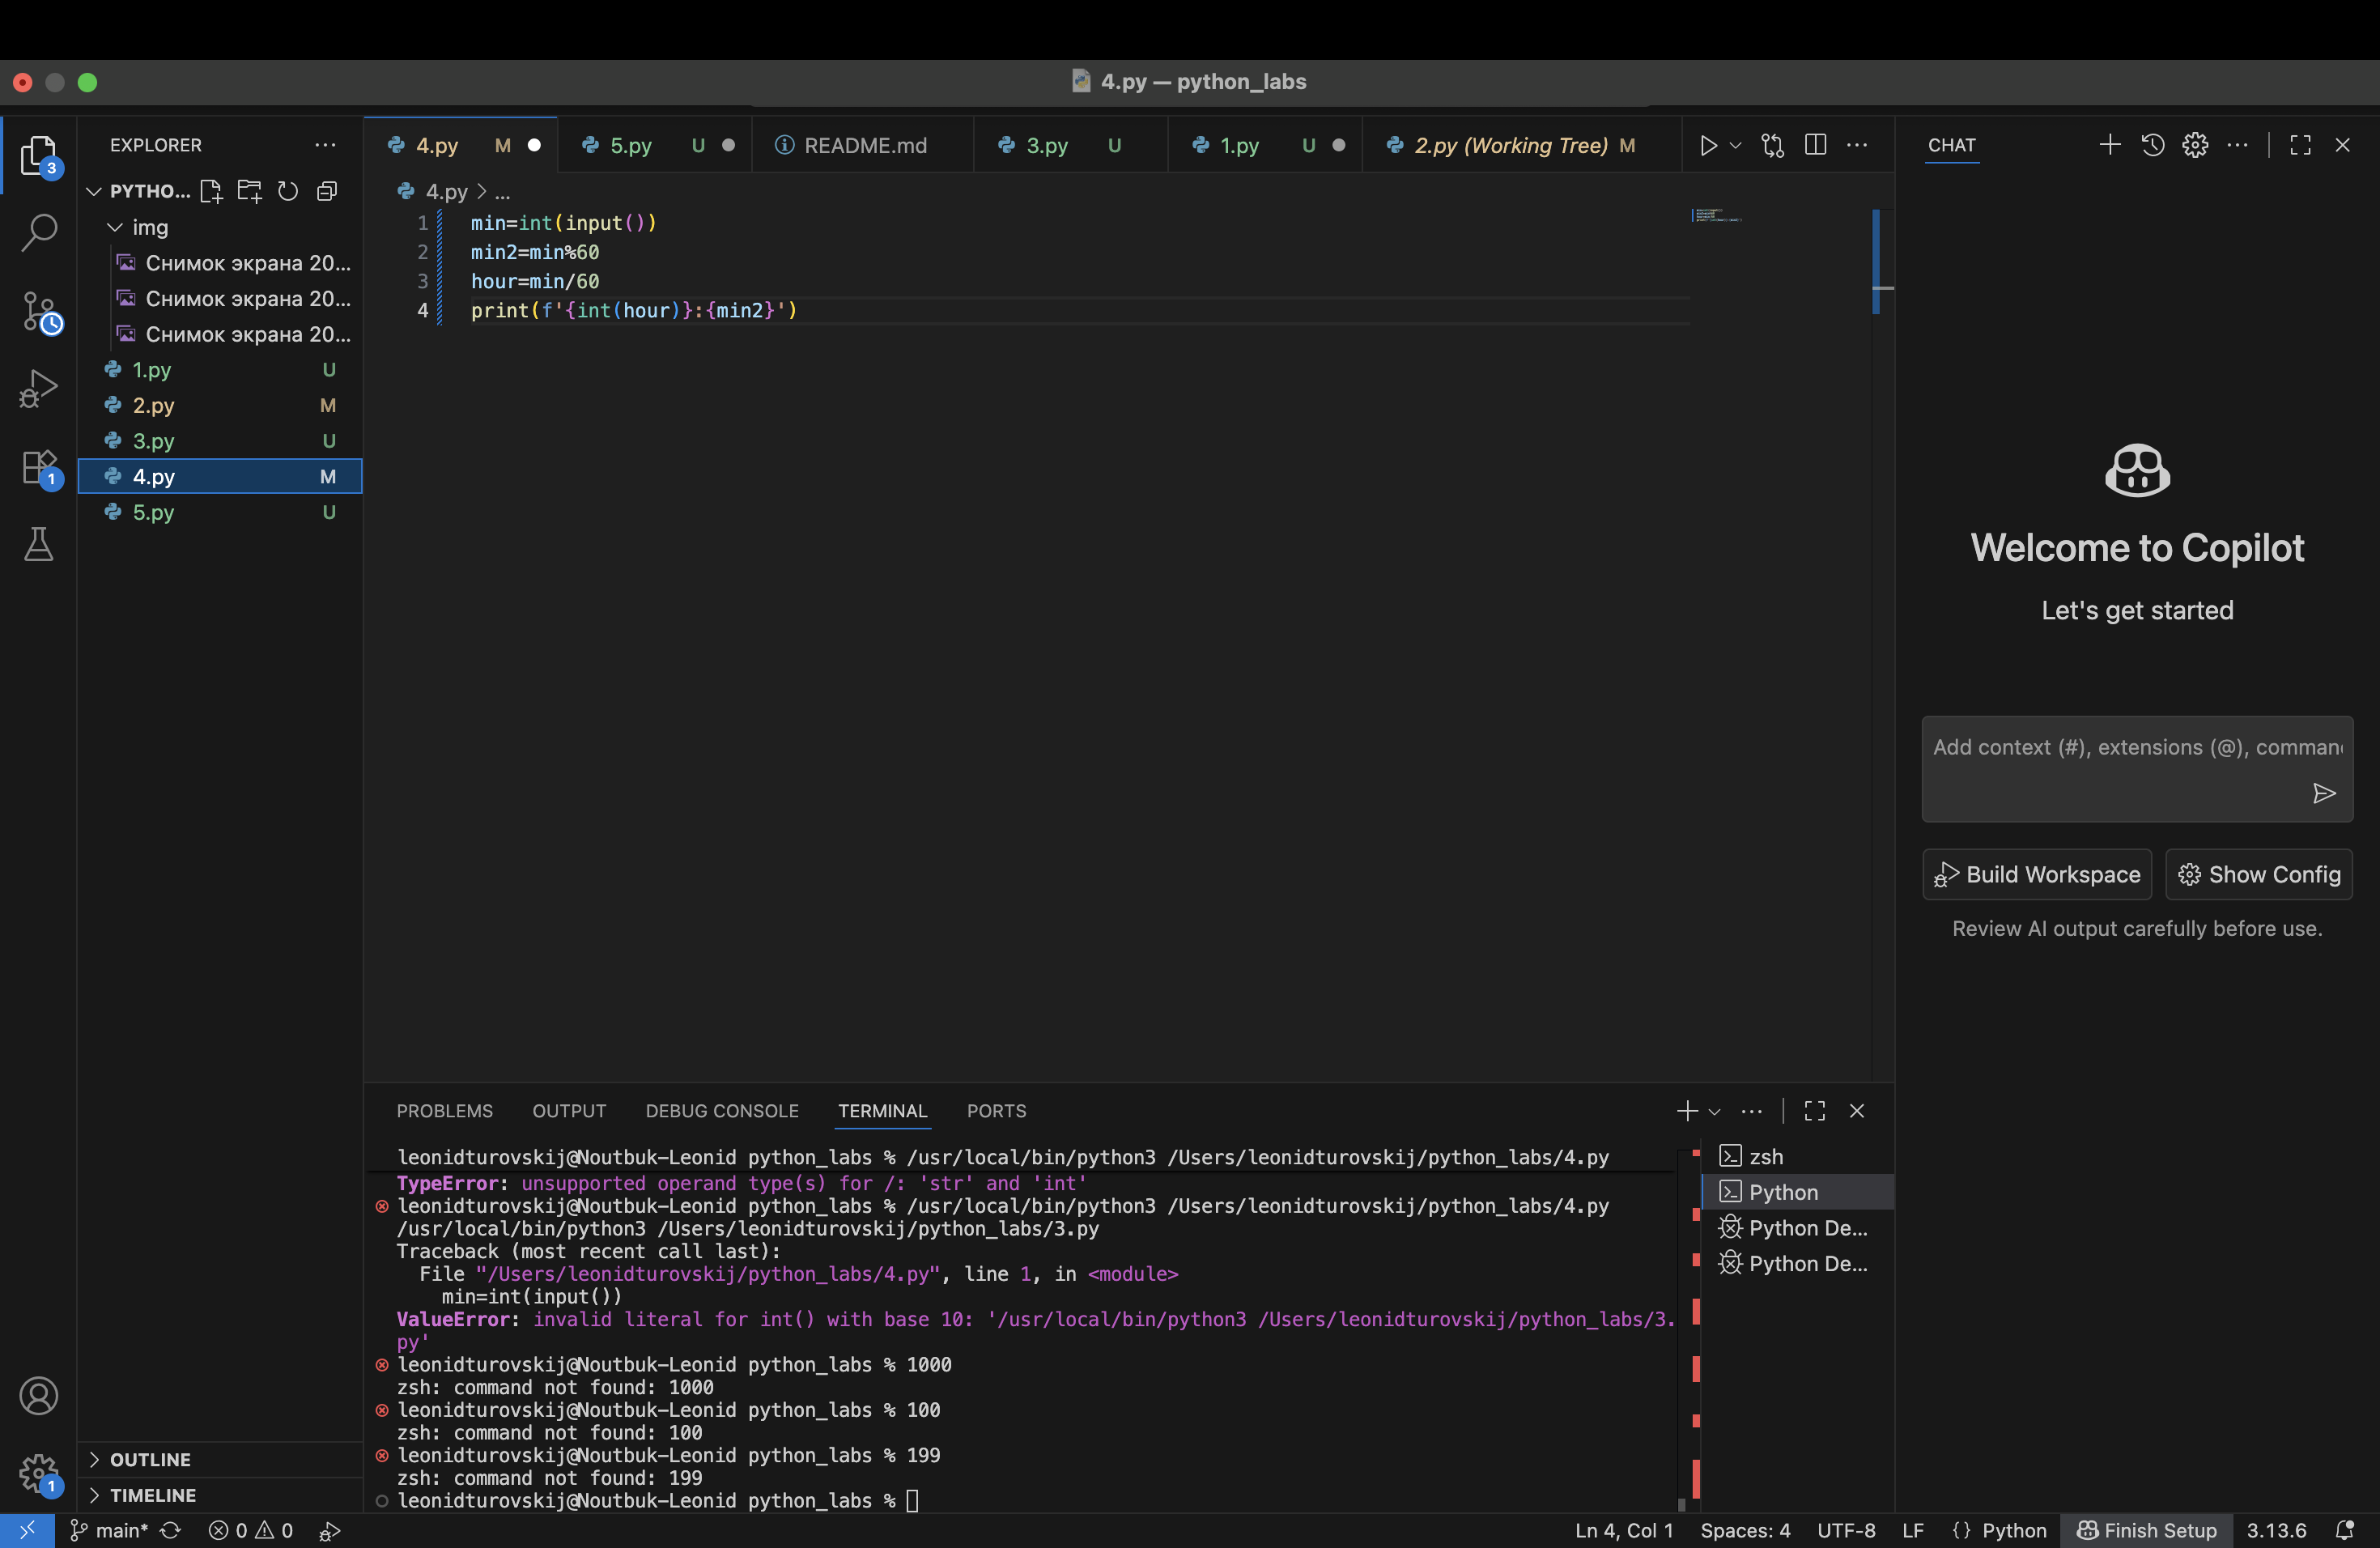 4.py — python_labs
EXPLORER
4.py M
5.py U
README.md
3.py U
1.py U
2.py (Working Tree) M
CHAT
PYTHO...
4.py > ...
img
Снимок экрана 20...
Снимок экрана 20...
Снимок экрана 20...
1.py U
2.py M
3.py U
4.py M
5.py U
3
1
1 min=int(input())
2 min2=min%60
3 hour=min/60
4 print(f'{int(hour)}:{min2}')
Welcome to Copilot
Let's get started
Add context (#), extensions (@), comman
Build Workspace
Show Config
Review AI output carefully before use.
PROBLEMS
OUTPUT
DEBUG CONSOLE
TERMINAL
PORTS
leonidturovskij@Noutbuk-Leonid python_labs % /usr/local/bin/python3 /Users/leonidturovskij/python_labs/4.py
TypeError: unsupported operand type(s) for /: 'str' and 'int'
leonidturovskij@Noutbuk-Leonid python_labs % /usr/local/bin/python3 /Users/leonidturovskij/python_labs/4.py
/usr/local/bin/python3 /Users/leonidturovskij/python_labs/3.py
Traceback (most recent call last):
File "/Users/leonidturovskij/python_labs/4.py", line 1, in <module>
min=int(input())
ValueError: invalid literal for int() with base 10: '/usr/local/bin/python3 /Users/leonidturovskij/python_labs/3.
py'
leonidturovskij@Noutbuk-Leonid python_labs % 1000
zsh: command not found: 1000
leonidturovskij@Noutbuk-Leonid python_labs % 100
zsh: command not found: 100
leonidturovskij@Noutbuk-Leonid python_labs % 199
zsh: command not found: 199
leonidturovskij@Noutbuk-Leonid python_labs %
zsh
Python
Python De...
Python De...
1
OUTLINE
TIMELINE
main* 0 0
Ln 4, Col 1
Spaces: 4
UTF-8
LF
{} Python
Finish Setup
3.13.6